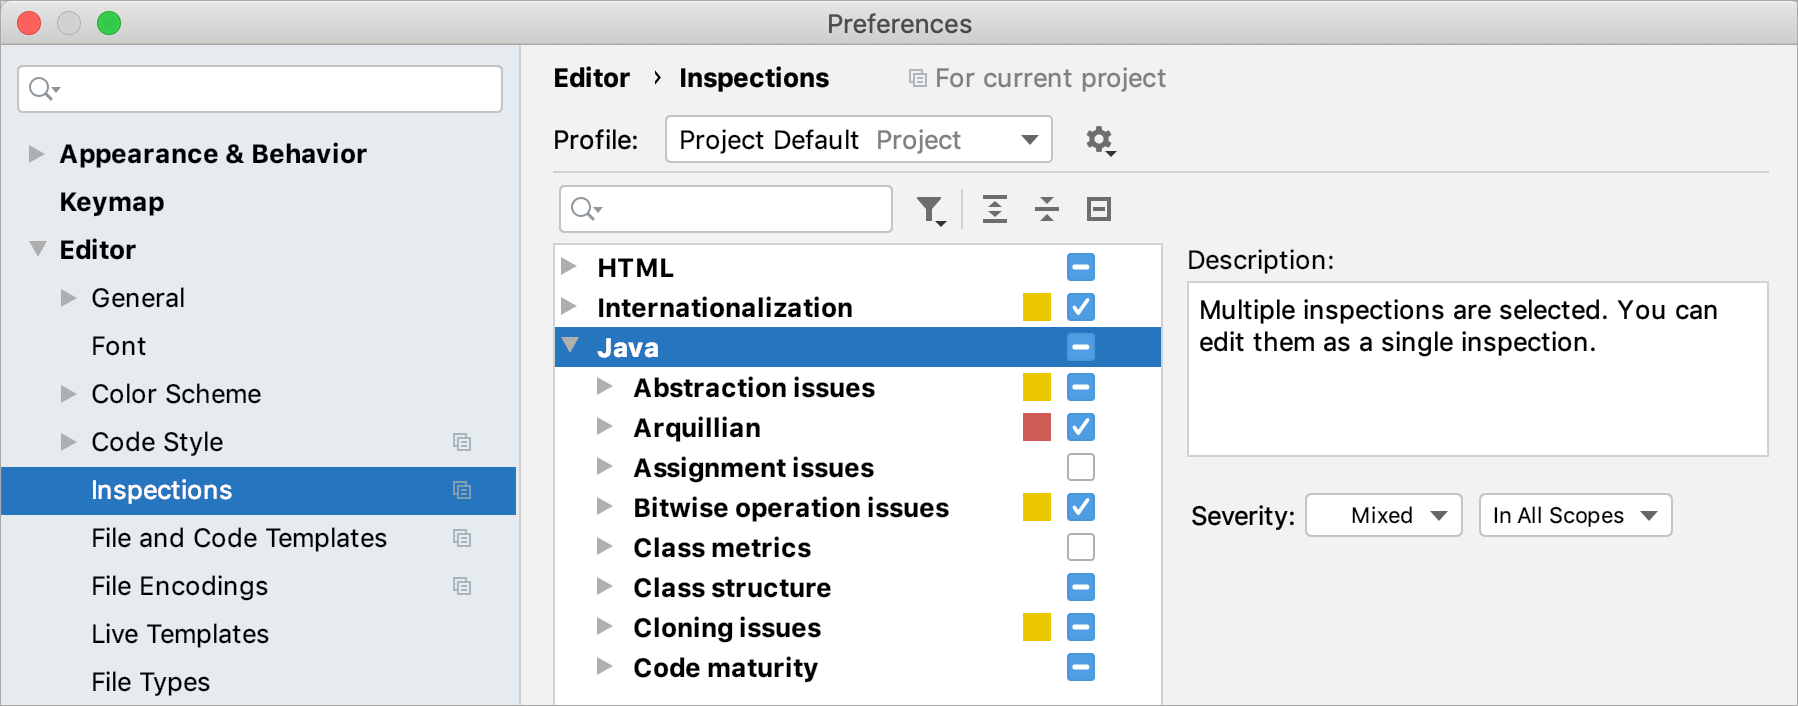 Preferences
Appearance & Behavior
Keymap
Editor
General
Font
Color Scheme
Code Style
Inspections
File and Code Templates
File Encodings
Live Templates
File Types
Editor › Inspections For current project
Profile: Project Default Project
HTML
Internationalization
Java
Abstraction issues
Arquillian
Assignment issues
Bitwise operation issues
Class metrics
Class structure
Cloning issues
Code maturity
Description:
Multiple inspections are selected. You can
edit them as a single inspection.
Severity: Mixed In All Scopes